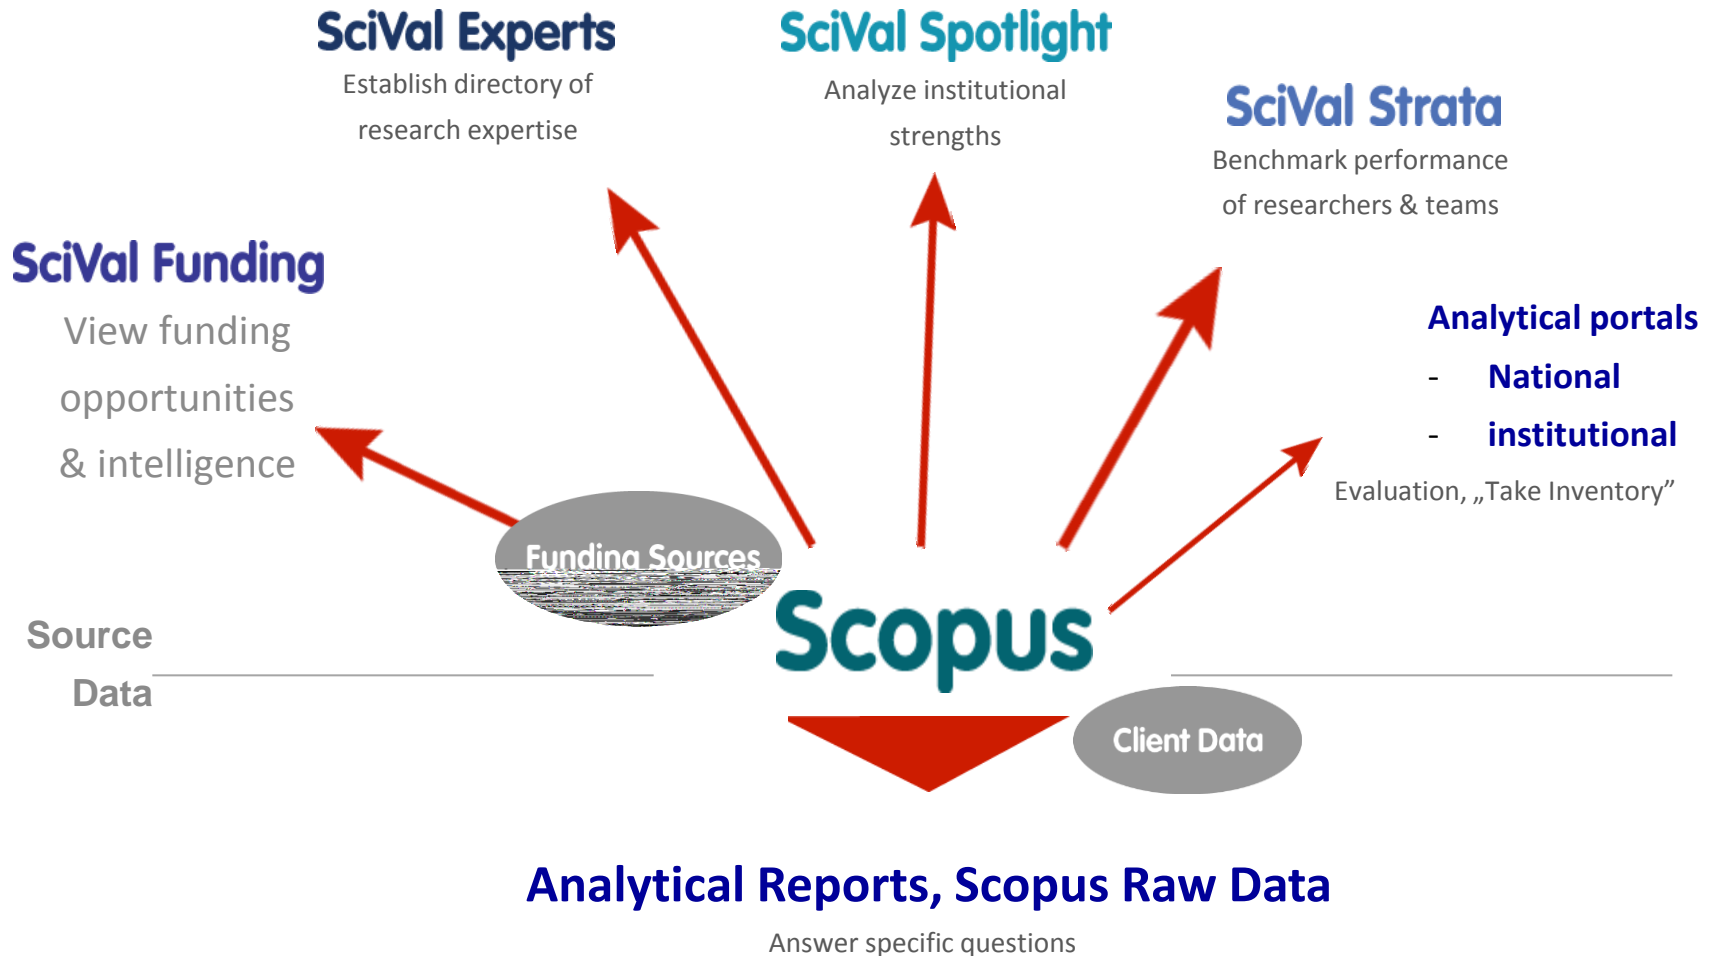 SciVal Experts
Establish directory of
research expertise
SciVal Spotlight
Analyze institutional
strengths
SciVal Strata
Benchmark performance
of researchers & teams
SciVal Funding
View funding
opportunities
& intelligence
Analytical portals
- National
- institutional
Evaluation, „Take Inventory”
Funding Sources
Scopus
Source
Data
Client Data
Analytical Reports, Scopus Raw Data
Answer specific questions